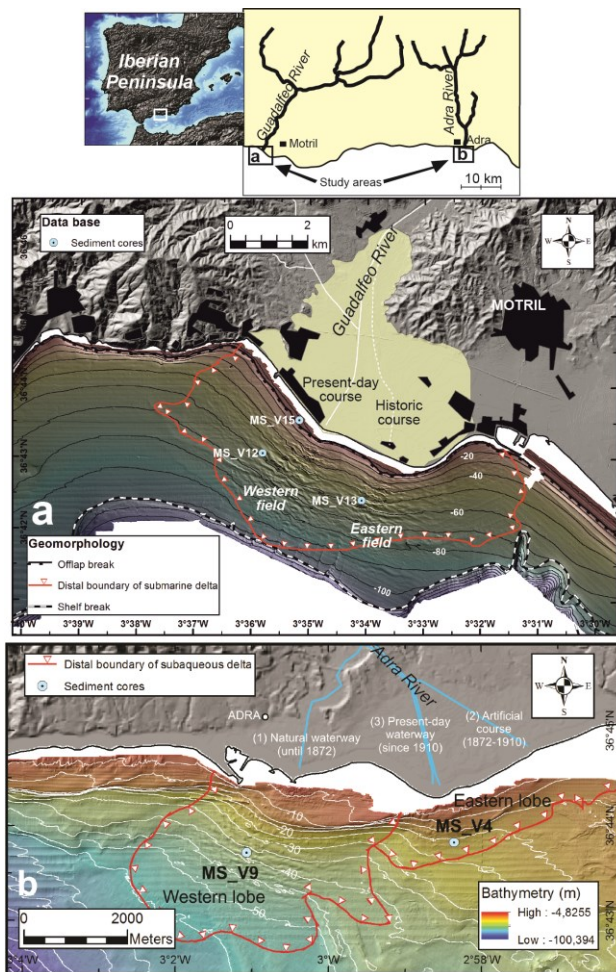 Iberian
Peninsula
Guadalfeo River
Adra River
Motril
Adra
a
b
Study areas
10 km
Data base
Sediment cores
0 1 2
km
N
W E
S
Guadalfeo River
MOTRIL
Present-day
course
Historic
course
MS_V15
MS_V12
MS_V13
Western
field
Eastern
field
-20
-40
-60
-80
-100
36°44'N
36°43'N
36°42'N
a
Geomorphology
Offlap break
Distal boundary of submarine delta
Shelf break
3°39'W 3°38'W 3°37'W 3°36'W 3°35'W 3°34'W 3°33'W 3°32'W 3°31'W
Distal boundary of subaqueous delta
Sediment cores
Adra River
N
W E
S
ADRA
(1) Natural waterway
(until 1872)
(3) Present-day
waterway
(since 1910)
(2) Artificial
course
(1872-1910)
36°45'N
36°44'N
36°43'N
Eastern lobe
MS_V4
-10
-20
-30
-40
-50
MS_V9
Western lobe
b
0 2000
Meters
Bathymetry (m)
High : -4,8255
Low : -100,394
3°2'W 3°0'W 2°58'W